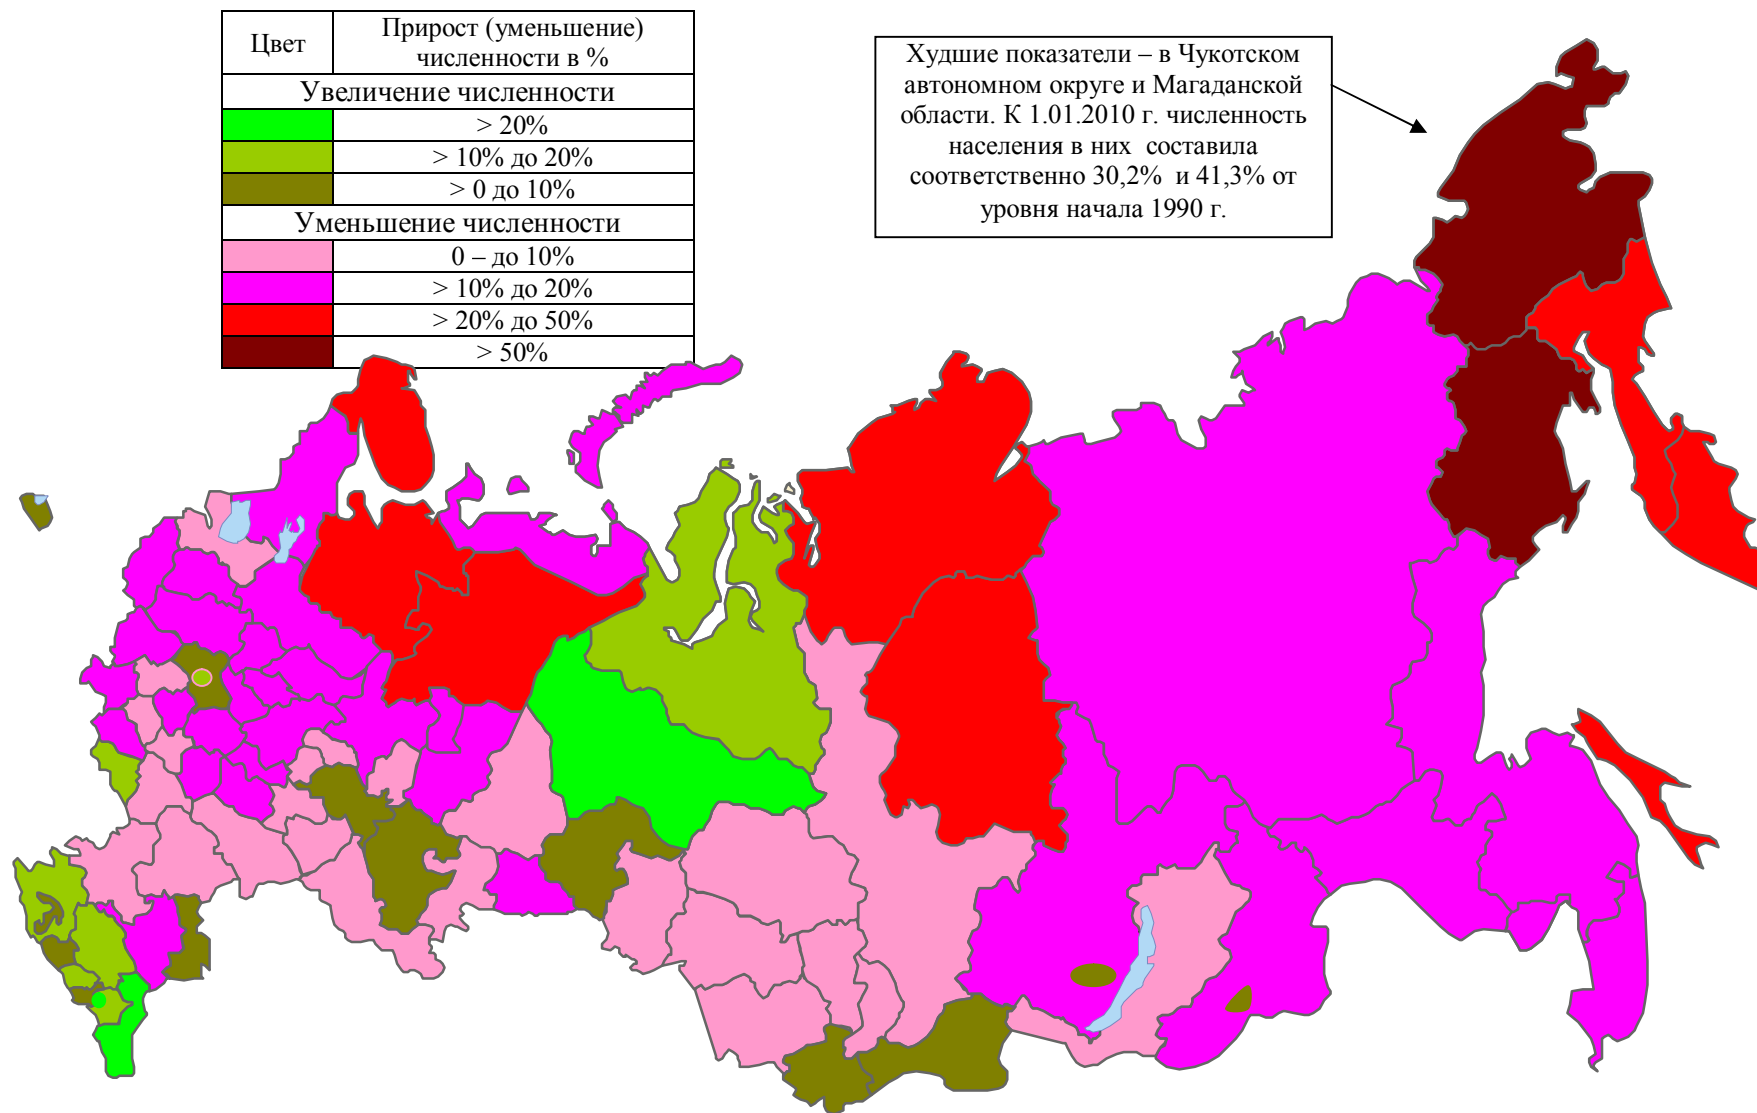 Цвет
Прирост (уменьшение)
численности в %
Увеличение численности
> 20%
> 10% до 20%
> 0 до 10%
Уменьшение численности
0 – до 10%
> 10% до 20%
> 20% до 50%
> 50%
Худшие показатели – в Чукотском
автономном округе и Магаданской
области. К 1.01.2010 г. численность
населения в них составила
соответственно 30,2% и 41,3% от
уровня начала 1990 г.